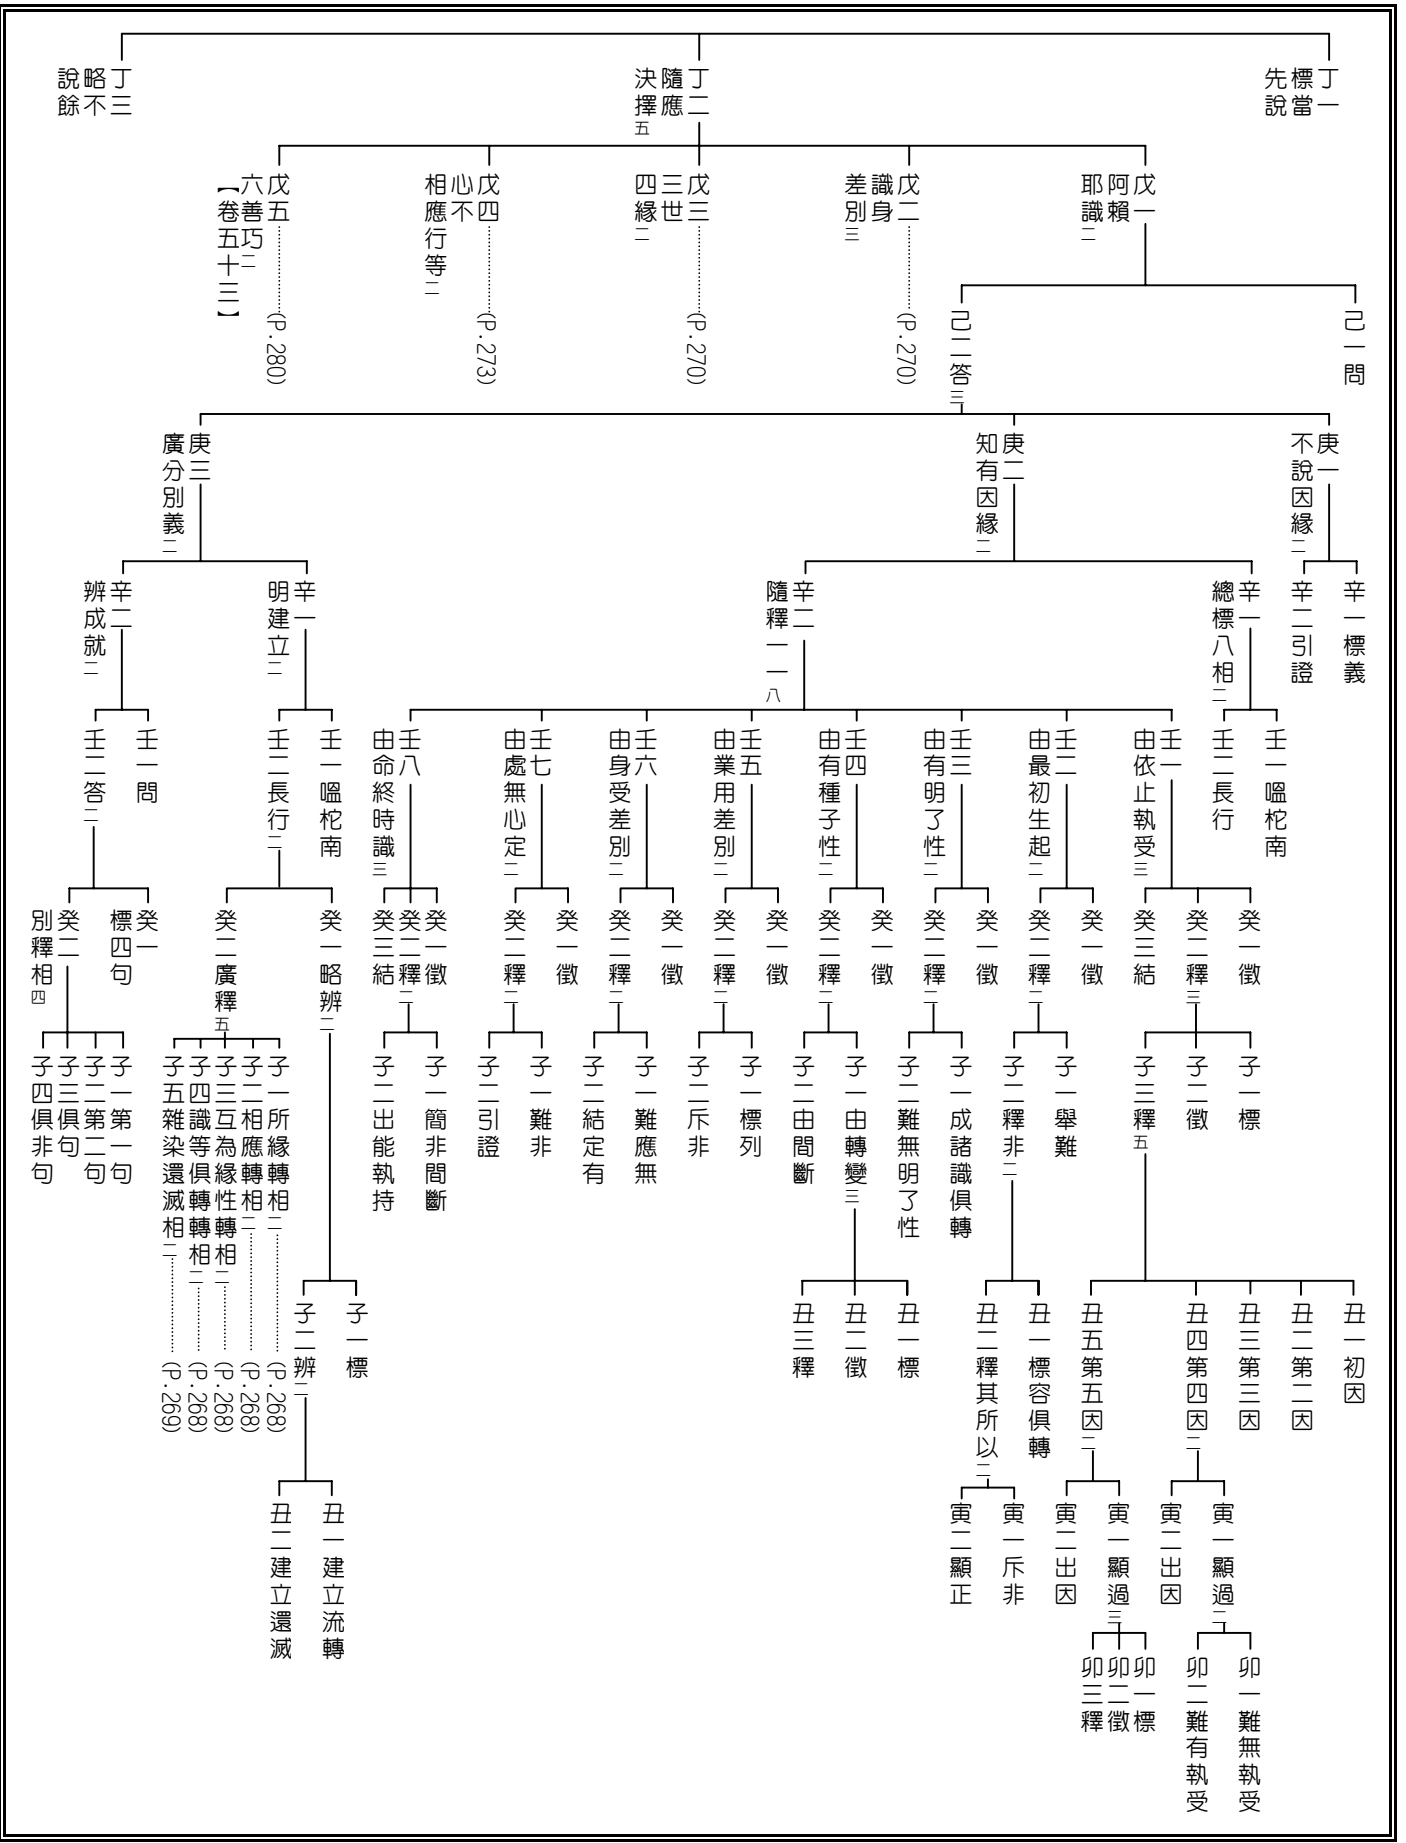 丁一
標當
先說
丁二
隨應
決擇五
丁三
略不
說餘
戊一
阿賴
耶識二
戊二
識身
差別三
(P.270)
戊三
三世
四緣二
(P.270)
戊四
心不
相應行等二
(P.273)
戊五
六善巧二
【卷五十三】
(P.280)
己一問
己二答三
庚一
不說因緣二
庚二
知有因緣二
庚三
廣分別義二
辛一標義
辛二引證
辛一
總標八相二
辛二
隨釋一一八
辛一
明建立二
辛二
辨成就二
壬一嗢柁南
壬二長行
壬一
由依止執受三
壬二
由最初生起二
壬三
由有明了性二
壬四
由有種子性二
壬五
由業用差別二
壬六
由身受差別二
壬七
由處無心定二
壬八
由命終時識三
壬一嗢柁南
壬二長行二
壬一問
壬二答二
癸一徵
癸二釋三
癸三結
癸一徵
癸二釋二
癸一徵
癸二釋二
癸一徵
癸二釋二
癸一徵
癸二釋二
癸一徵
癸二釋二
癸一徵
癸二釋二
癸一徵
癸二釋二
癸三結
癸一略辨二
癸二廣釋五
癸一
標四句
癸二
別釋相四
子一標
子二徵
子三釋五
子一舉難
子二釋非二
子一成諸識俱轉
子二難無明了性
子一由轉變三
子二由間斷
子一標列
子二斥非
子一難應無
子二結定有
子一難非
子二引證
子一簡非間斷
子二出能執持
子一所緣轉相二(P.268)
子二相應轉相二(P.268)
子三互為緣性轉相二(P.268)
子四識等俱轉轉相二(P.268)
子五雜染還滅相二(P.269)
子一第一句
子二第二句
子三俱句
子四俱非句
丑一初因
丑二第二因
丑三第三因
丑四第四因二
丑五第五因二
丑一標容俱轉
丑二釋其所以二
丑一標
丑二徵
丑三釋
子一標
子二辨二
寅一顯過二
寅二出因
寅一顯過三
寅二出因
寅一斥非
寅二顯正
丑一建立流轉
丑二建立還滅
卯一難無執受
卯二難有執受
卯一標
卯二徵
卯三釋